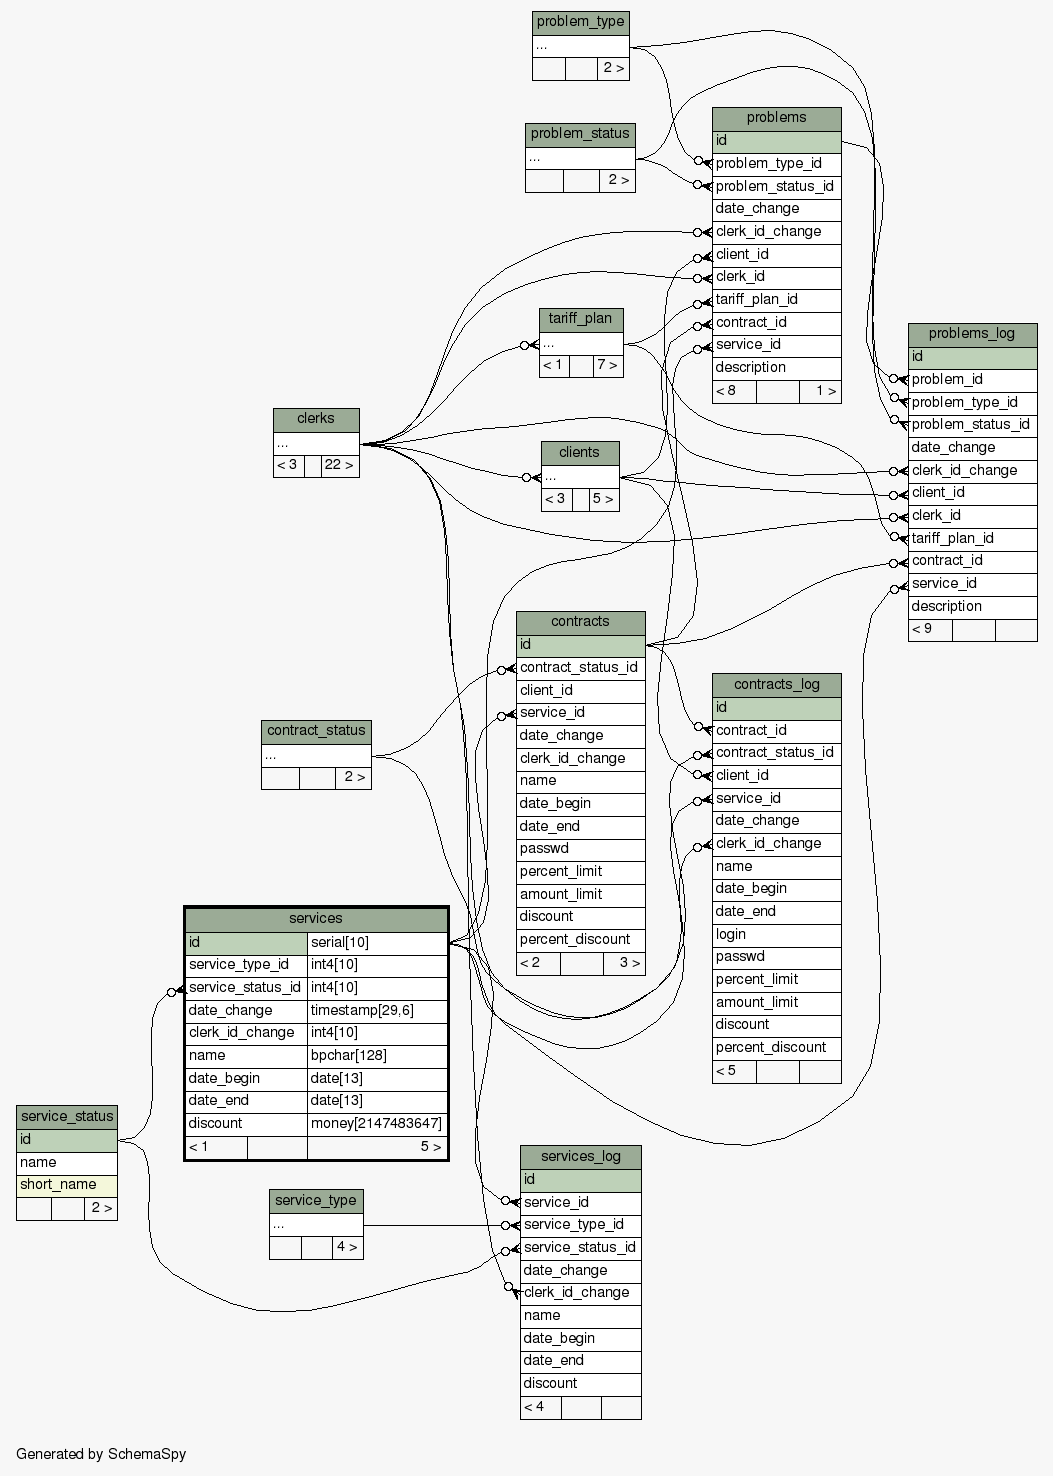 problem_type
...
2 >
problem_status
...
2 >
problems
id
problem_type_id
problem_status_id
date_change
clerk_id_change
client_id
clerk_id
tariff_plan_id
contract_id
service_id
description
< 8 1 >
tariff_plan
...
< 1 7 >
problems_log
id
problem_id
problem_type_id
problem_status_id
date_change
clerk_id_change
client_id
clerk_id
tariff_plan_id
contract_id
service_id
description
< 9
clerks
...
< 3 22 >
clients
...
< 3 5 >
contracts
id
contract_status_id
client_id
service_id
date_change
clerk_id_change
name
date_begin
date_end
passwd
percent_limit
amount_limit
discount
percent_discount
< 2 3 >
contracts_log
id
contract_id
contract_status_id
client_id
service_id
date_change
clerk_id_change
name
date_begin
date_end
login
passwd
percent_limit
amount_limit
discount
percent_discount
< 5
contract_status
...
2 >
services
id serial[10]
service_type_id int4[10]
service_status_id int4[10]
date_change timestamp[29,6]
clerk_id_change int4[10]
name bpchar[128]
date_begin date[13]
date_end date[13]
discount money[2147483647]
< 1 5 >
service_status
id
name
short_name
2 >
service_type
...
4 >
services_log
id
service_id
service_type_id
service_status_id
date_change
clerk_id_change
name
date_begin
date_end
discount
< 4
Generated by SchemaSpy